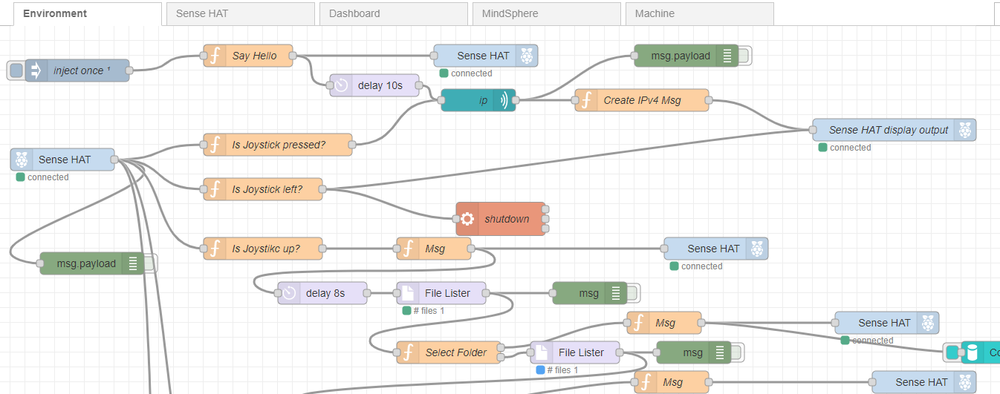 Environment
Sense HAT
Dashboard
MindSphere
Machine
inject once ¹
Say Hello
Sense HAT
connected
msg.payload
delay 10s
ip
Create IPv4 Msg
Sense HAT display output
connected
Is Joystick pressed?
Sense HAT
connected
Is Joystick left?
shutdown
Is Joystikc up?
Msg
Sense HAT
connected
msg.payload
delay 8s
File Lister
# files 1
msg
Msg
Sense HAT
connected
Select Folder
File Lister
# files 1
msg
Co
Msg
Sense HAT